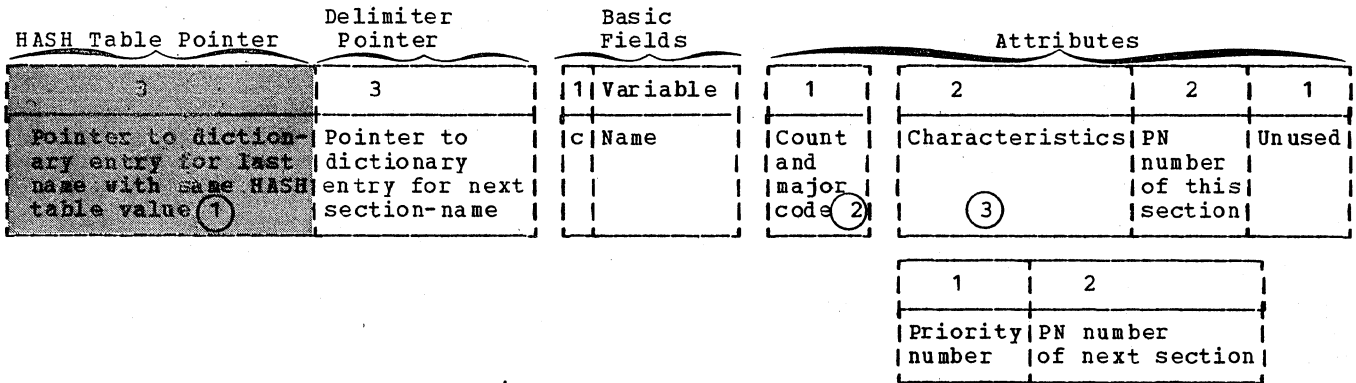 HASH Table Pointer
Delimiter
Pointer
Basic
Fields
Attributes
3
Pointer to diction-
ary entry for last
name with same HASH
table value 1
3
Pointer to
dictionary
entry for next
section-name
1
c
Variable
Name
1
Count
and
major
code 2
2
Characteristics
3
2
PN
number
of this
section
1
Unused
1
Priority
number
2
PN number
of next section